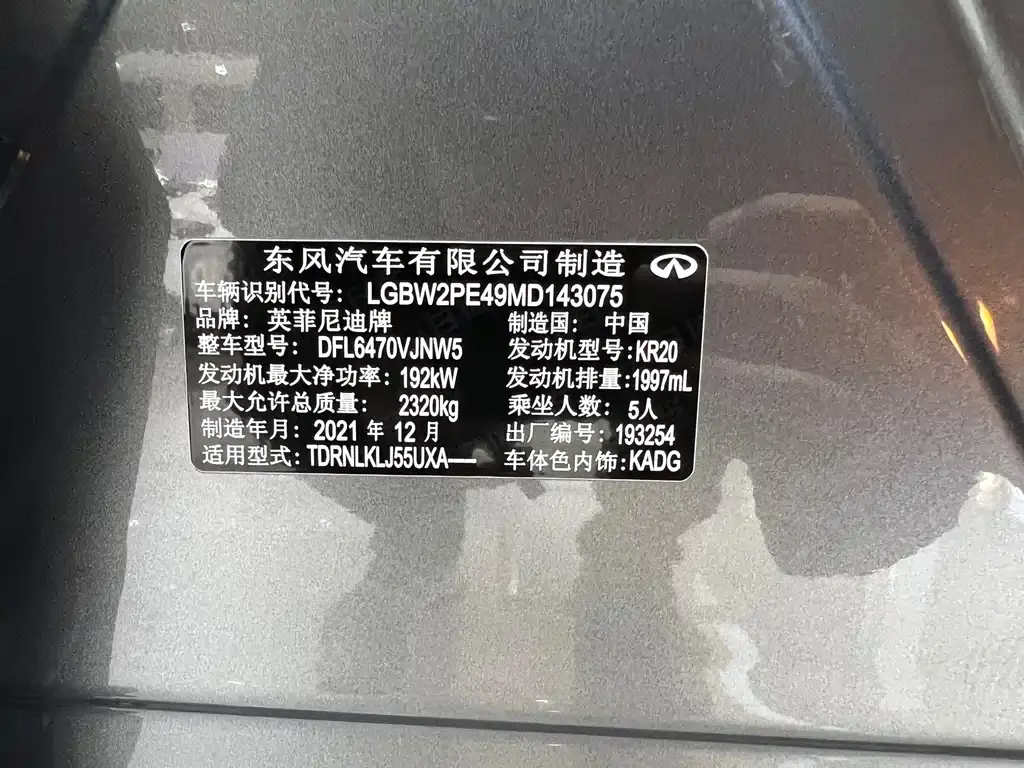 东风汽车有限公司制造
车辆识别代号: LGBW2PE49MD143075
品牌: 英菲尼迪牌 制造国: 中国
整车型号: DFL6470VJNW5 发动机型号:KR20
发动机最大净功率: 192kW 发动机排量:1997mL
最大允许总质量: 2320kg 乘坐人数: 5人
制造年月: 2021 年 12 月 出厂编号: 193254
适用型式: TDRNLKLJ55UXA—— 车体色内饰:KADG